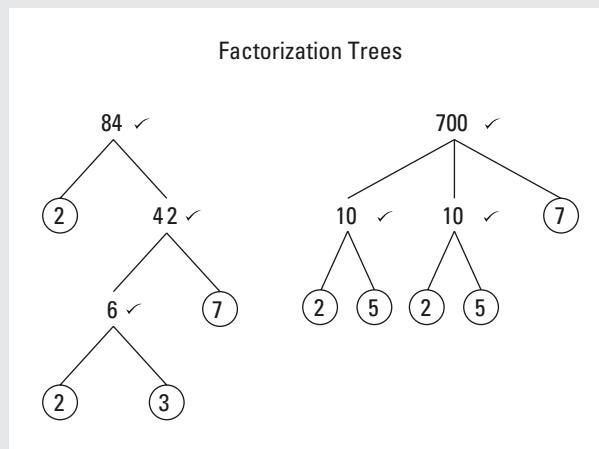 Factorization Trees
84 ✓ 700 ✓
2 42 ✓ 10 ✓ 10 ✓ 7
6 ✓ 7 2 5 2 5
2 3